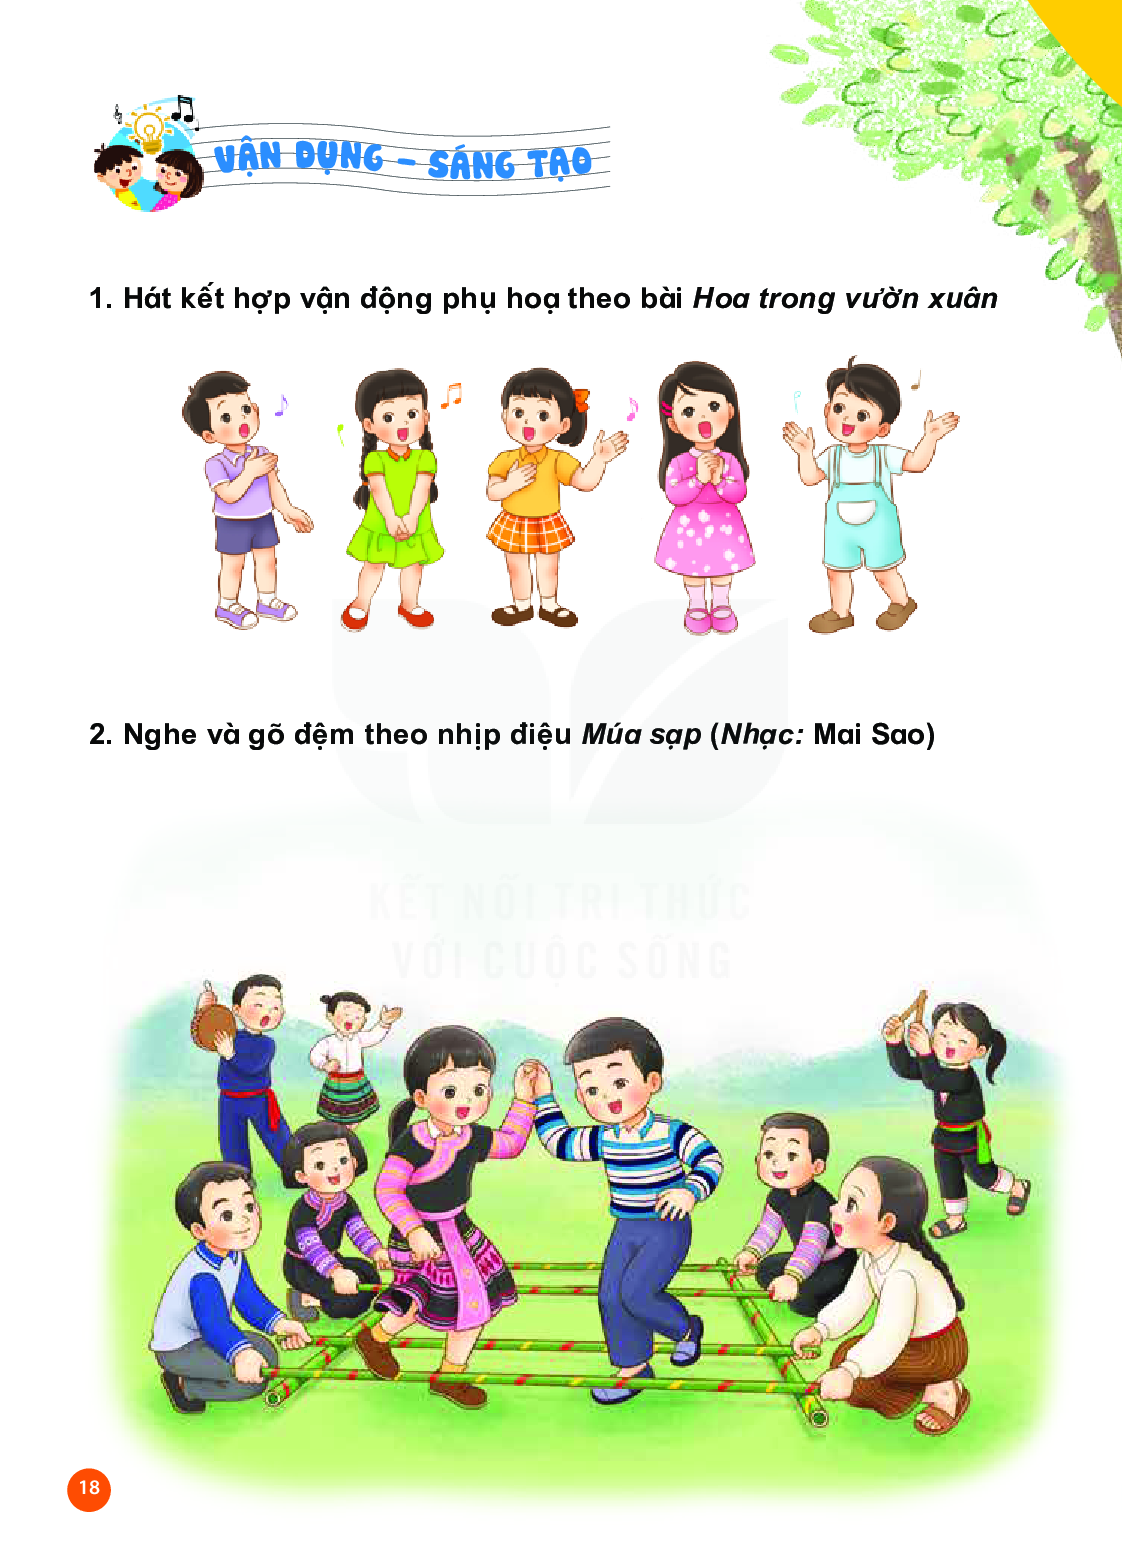 VẬN DỤNG – SÁNG TẠO
1. Hát kết hợp vận động phụ hoạ theo bài Hoa trong vườn xuân
2. Nghe và gõ đệm theo nhịp điệu Múa sạp (Nhạc: Mai Sao)
KẾT NỐI TRI THỨC
VỚI CUỘC SỐNG
18